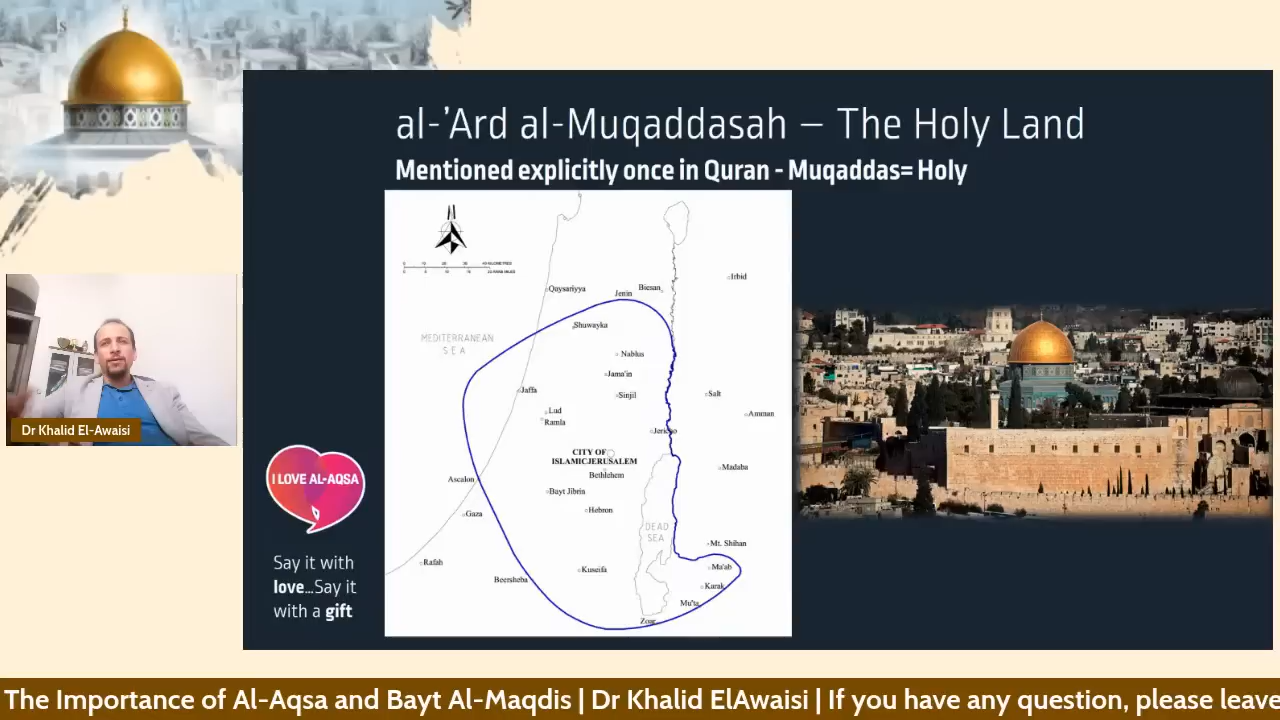 al-'Ard al-Muqaddasah – The Holy Land
Mentioned explicitly once in Quran - Muqaddas= Holy
Irbid
Quysariyya
Jenin
Biesan
Shuwayka
MEDITERRANEAN
SEA
Nablus
Jama'in
Jaffa
Sinjil
Salt
Lud
Ramla
Amman
Jericho
CITY OF
ISLAMICJERUSALEM
Madaba
Bethlehem
Ascalon
Bayt Jibrin
Hebron
Gaza
DEAD
SEA
Mt. Shihan
Rafah
Kuseifa
Ma'ab
Beersheba
Karak
Mu'ta
Zoar
Dr Khalid El-Awaisi
I LOVE AL-AQSA
Say it with
love...Say it
with a gift
The Importance of Al-Aqsa and Bayt Al-Maqdis | Dr Khalid ElAwaisi | If you have any question, please leave